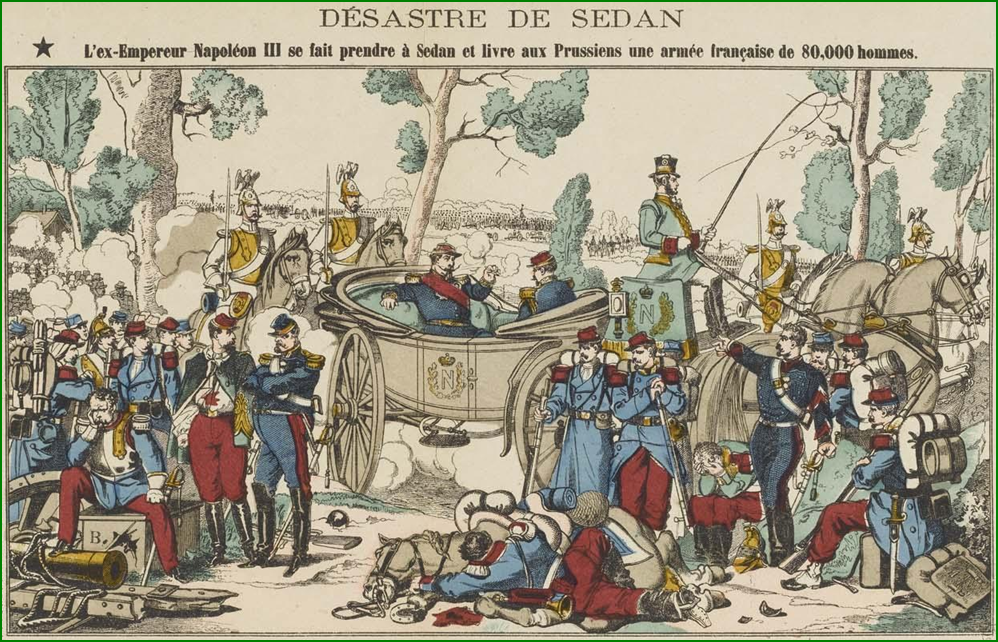 DÉSASTRE DE SEDAN
L'ex-Empereur Napoléon III se fait prendre à Sedan et livre aux Prussiens une armée française de 80,000 hommes.
N
N
B.